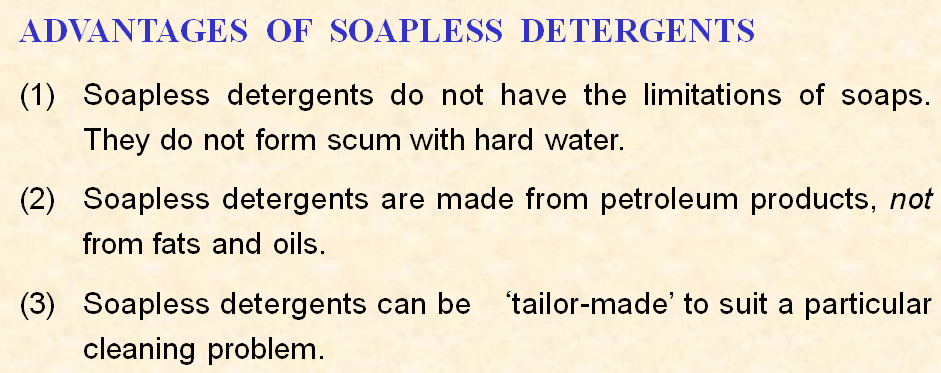 ADVANTAGES OF SOAPLESS DETERGENTS
(1) Soapless detergents do not have the limitations of soaps.
They do not form scum with hard water.
(2) Soapless detergents are made from petroleum products, not
from fats and oils.
(3) Soapless detergents can be ‘tailor-made’ to suit a particular
cleaning problem.